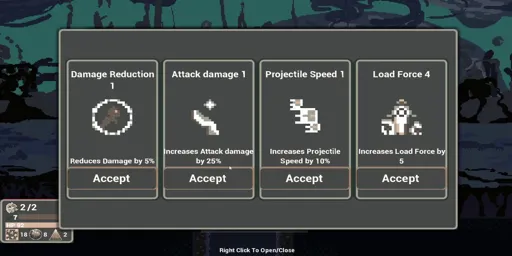 Damage Reduction
1
Attack damage 1
Projectile Speed 1
Load Force 4
Reduces Damage by 5%
Increases Attack damage
by 25%
Increases Projectile
Speed by 10%
Increases Load Force by
5
Accept
Accept
Accept
Accept
2/2
7
16
8
2
Right Click To Open/Close